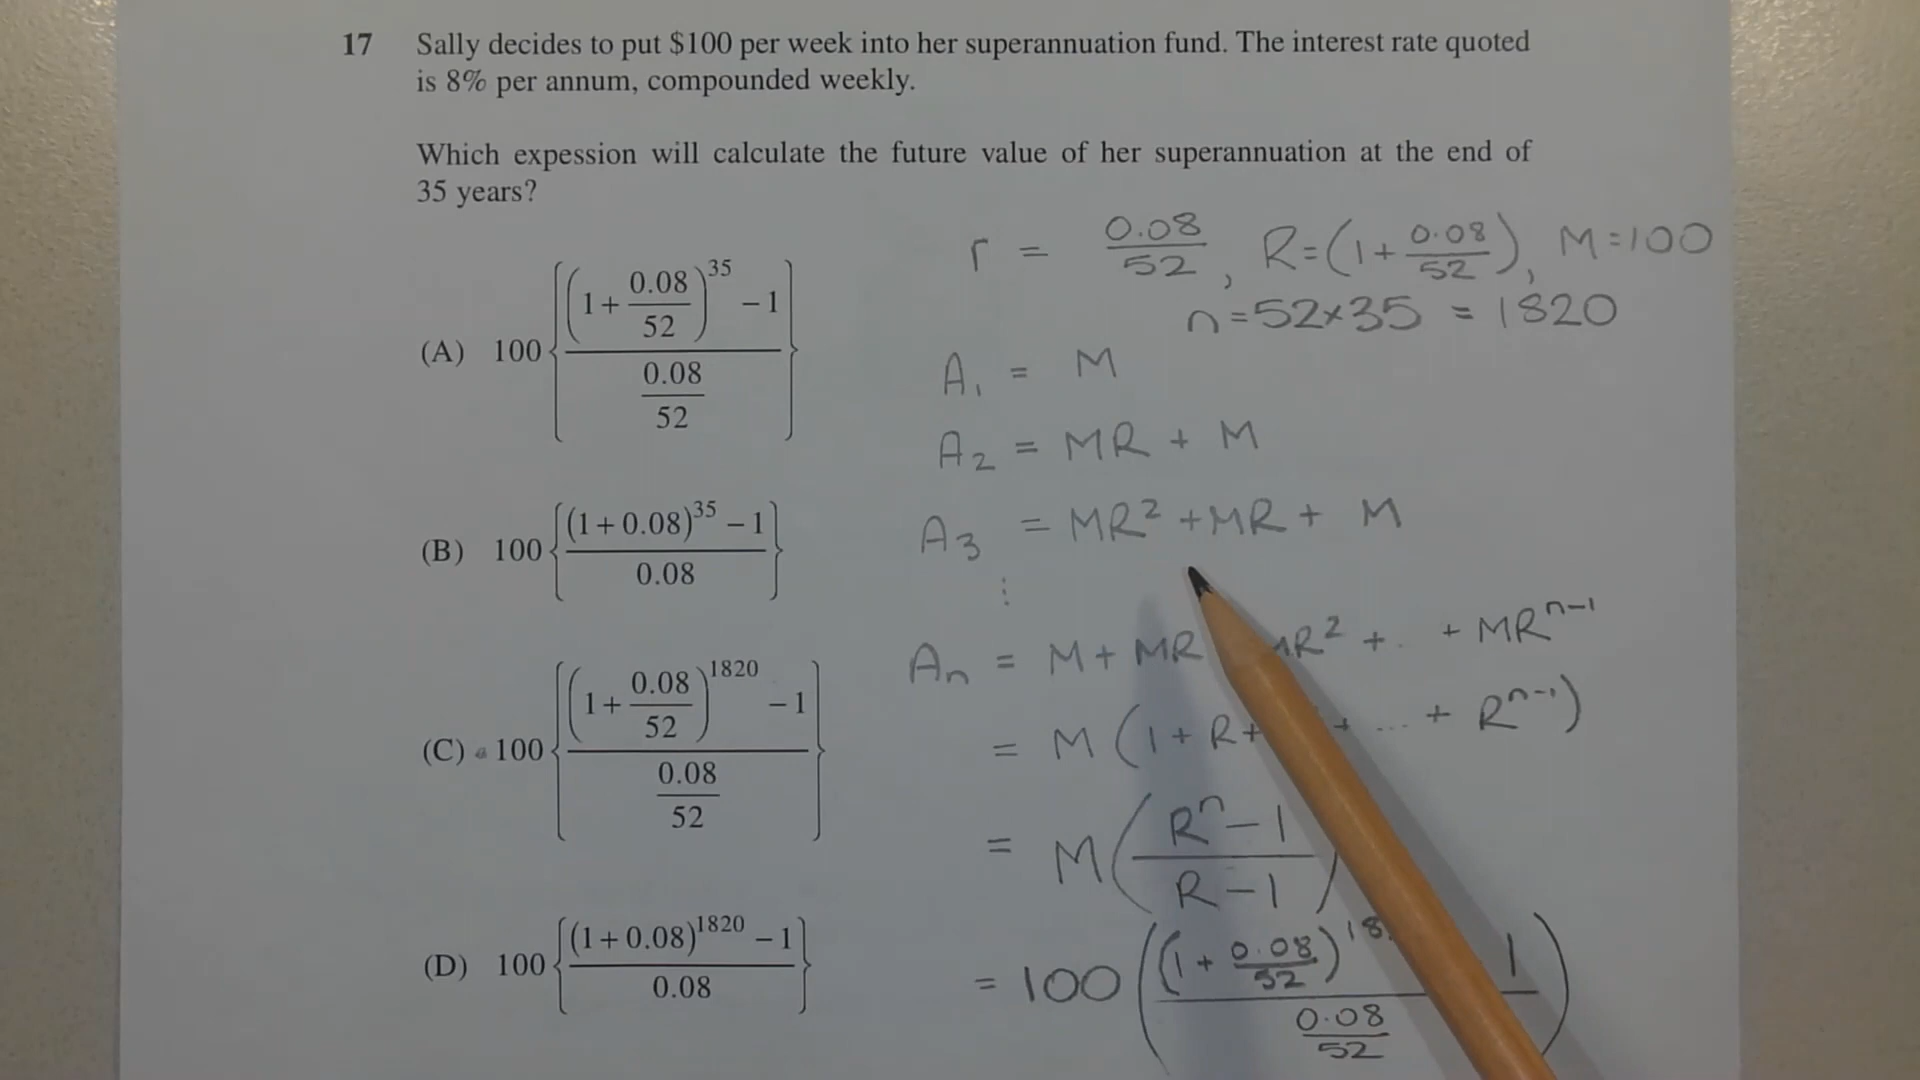 17 Sally decides to put $100 per week into her superannuation fund. The interest rate quoted
is 8% per annum, compounded weekly.
Which expession will calculate the future value of her superannuation at the end of
35 years?
(A) 100 { ((1 + 0.08/52)^35 − 1) / (0.08/52) }
(B) 100 { ((1 + 0.08)^35 − 1) / 0.08 }
(C) 100 { ((1 + 0.08/52)^1820 − 1) / (0.08/52) }
(D) 100 { ((1 + 0.08)^1820 − 1) / 0.08 }
r = 0.08/52, R = (1 + 0.08/52), M = 100
n = 52 × 35 = 1820
A₁ = M
A₂ = MR + M
A₃ = MR² + MR + M
⋮
Aₙ = M + MR R² + .. + MR^(n−1)
= M (1 + R + + ... + R^(n−1))
= M ( (R^n − 1) / (R − 1) )
= 100 ( ((1 + 0.08/52)^18 1) / (0.08/52) )